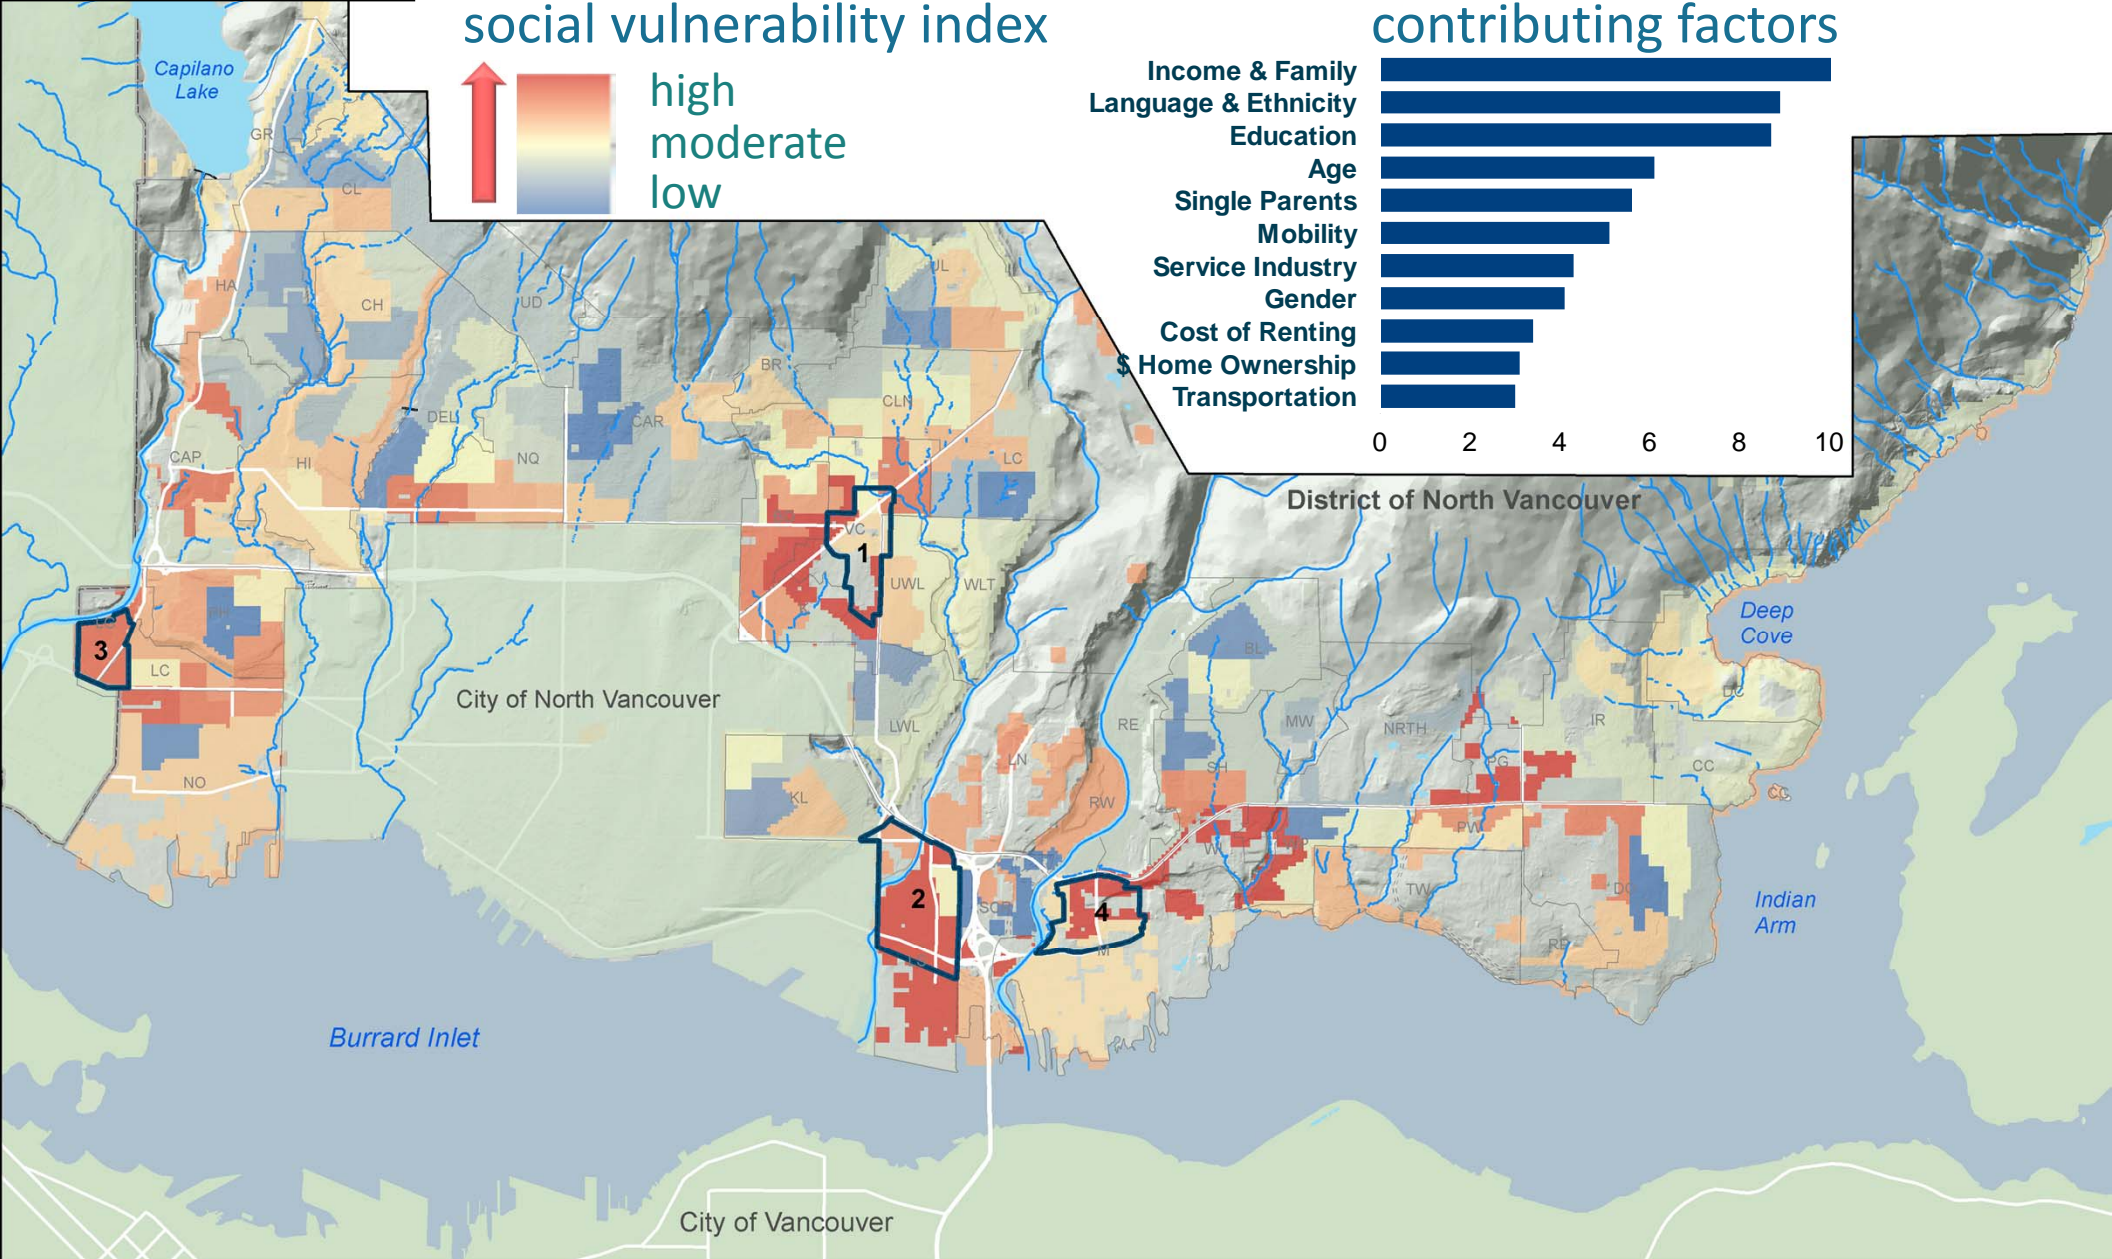 social vulnerability index
high
moderate
low
contributing factors
Income & Family
Language & Ethnicity
Education
Age
Single Parents
Mobility
Service Industry
Gender
Cost of Renting
$ Home Ownership
Transportation
0 2 4 6 8 10
Capilano
Lake
GR
CL
HA
CH
UD
JL
BR
DEL
CAR
CLN
CAP
HI
NQ
LC
District of North Vancouver
VC
1
UWL
WLT
Deep
Cove
3
LC
BL
DC
City of North Vancouver
LWL
RE
MW
NRTH
IR
LN
SH
PG
CC
NO
KL
RW
CC
PW
2
4
TW
M
Indian
Arm
Burrard Inlet
City of Vancouver